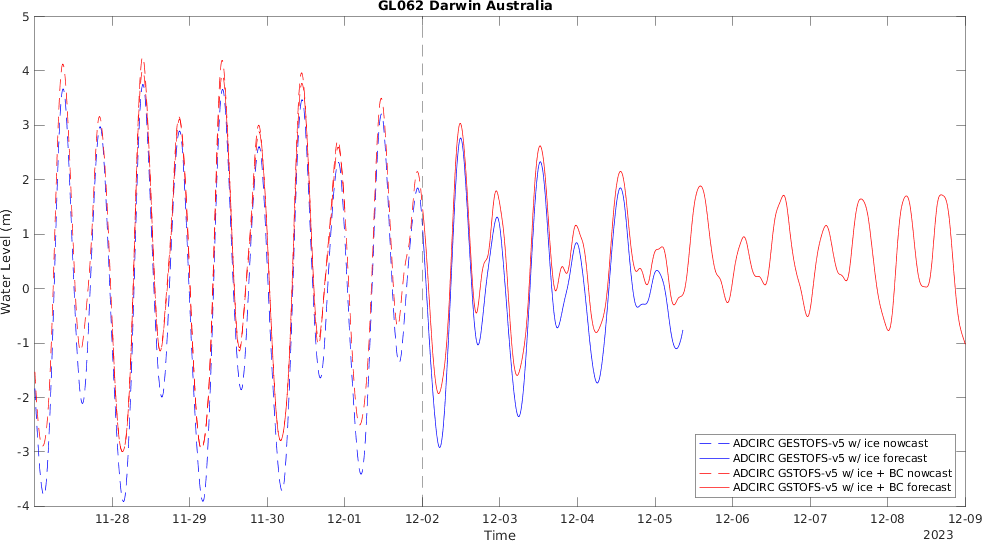 GL062 Darwin Australia
Water Level (m)
5
4
3
2
1
0
-1
-2
-3
-4
ADCIRC GESTOFS-v5 w/ ice nowcast
ADCIRC GESTOFS-v5 w/ ice forecast
ADCIRC GSTOFS-v5 w/ ice + BC nowcast
ADCIRC GSTOFS-v5 w/ ice + BC forecast
11-28 11-29 11-30 12-01 12-02 12-03 12-04 12-05 12-06 12-07 12-08 12-09
Time
2023